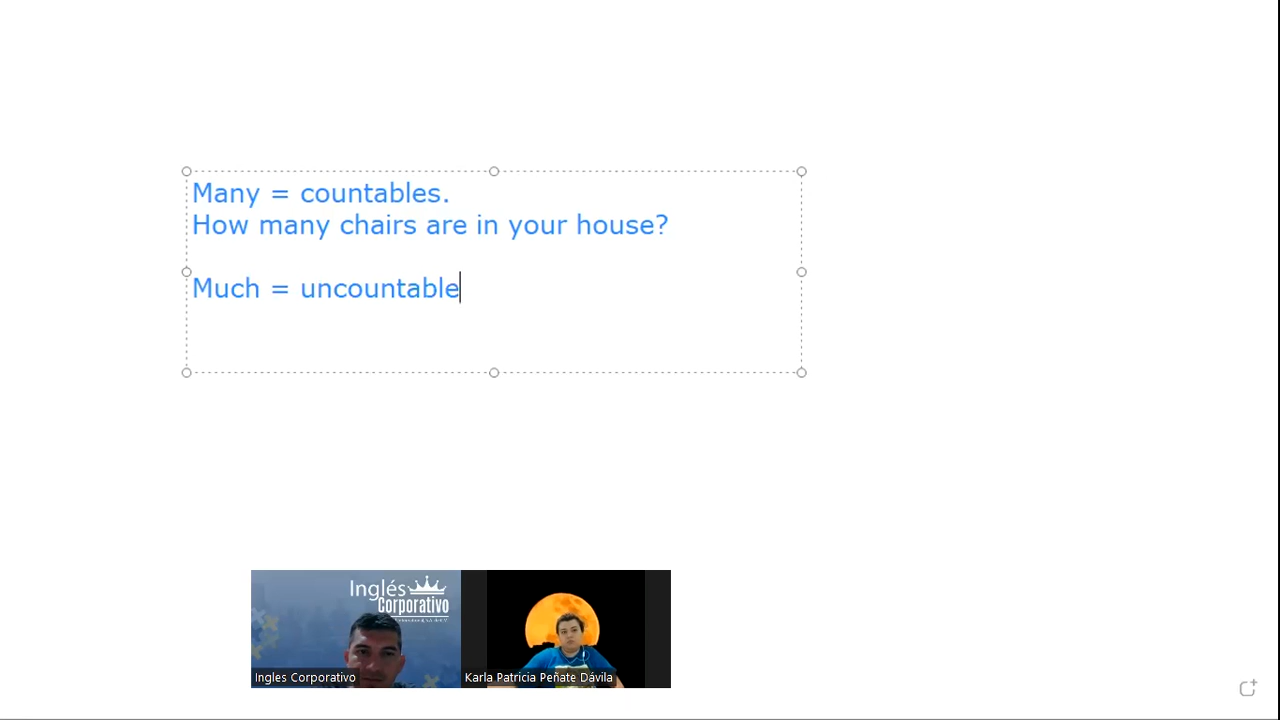 Many = countables.
How many chairs are in your house?
Much = uncountable
Inglés
Corporativo
Ingles Corporativo
Karla Patricia Peñate Dávila